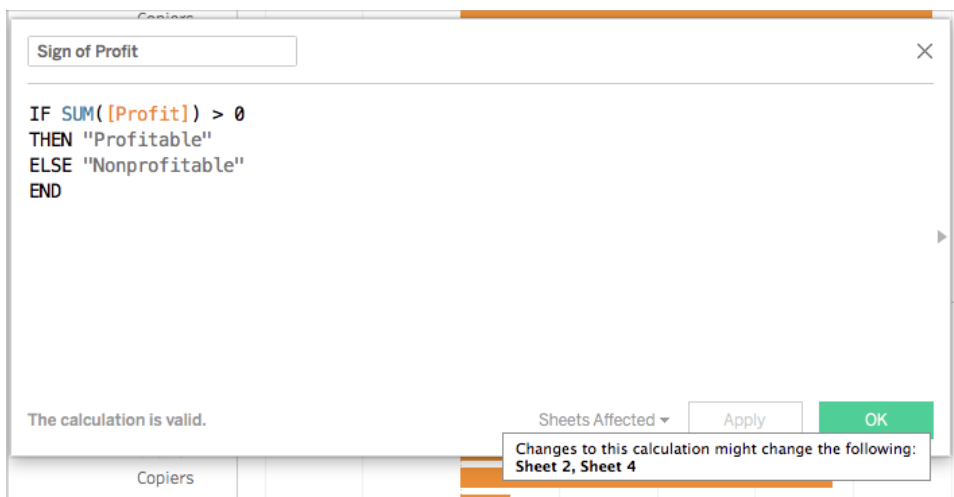 Copiers
Sign of Profit
IF SUM([Profit]) > 0
THEN "Profitable"
ELSE "Nonprofitable"
END
The calculation is valid.
Sheets Affected
Apply
OK
Changes to this calculation might change the following:
Sheet 2, Sheet 4
Copiers